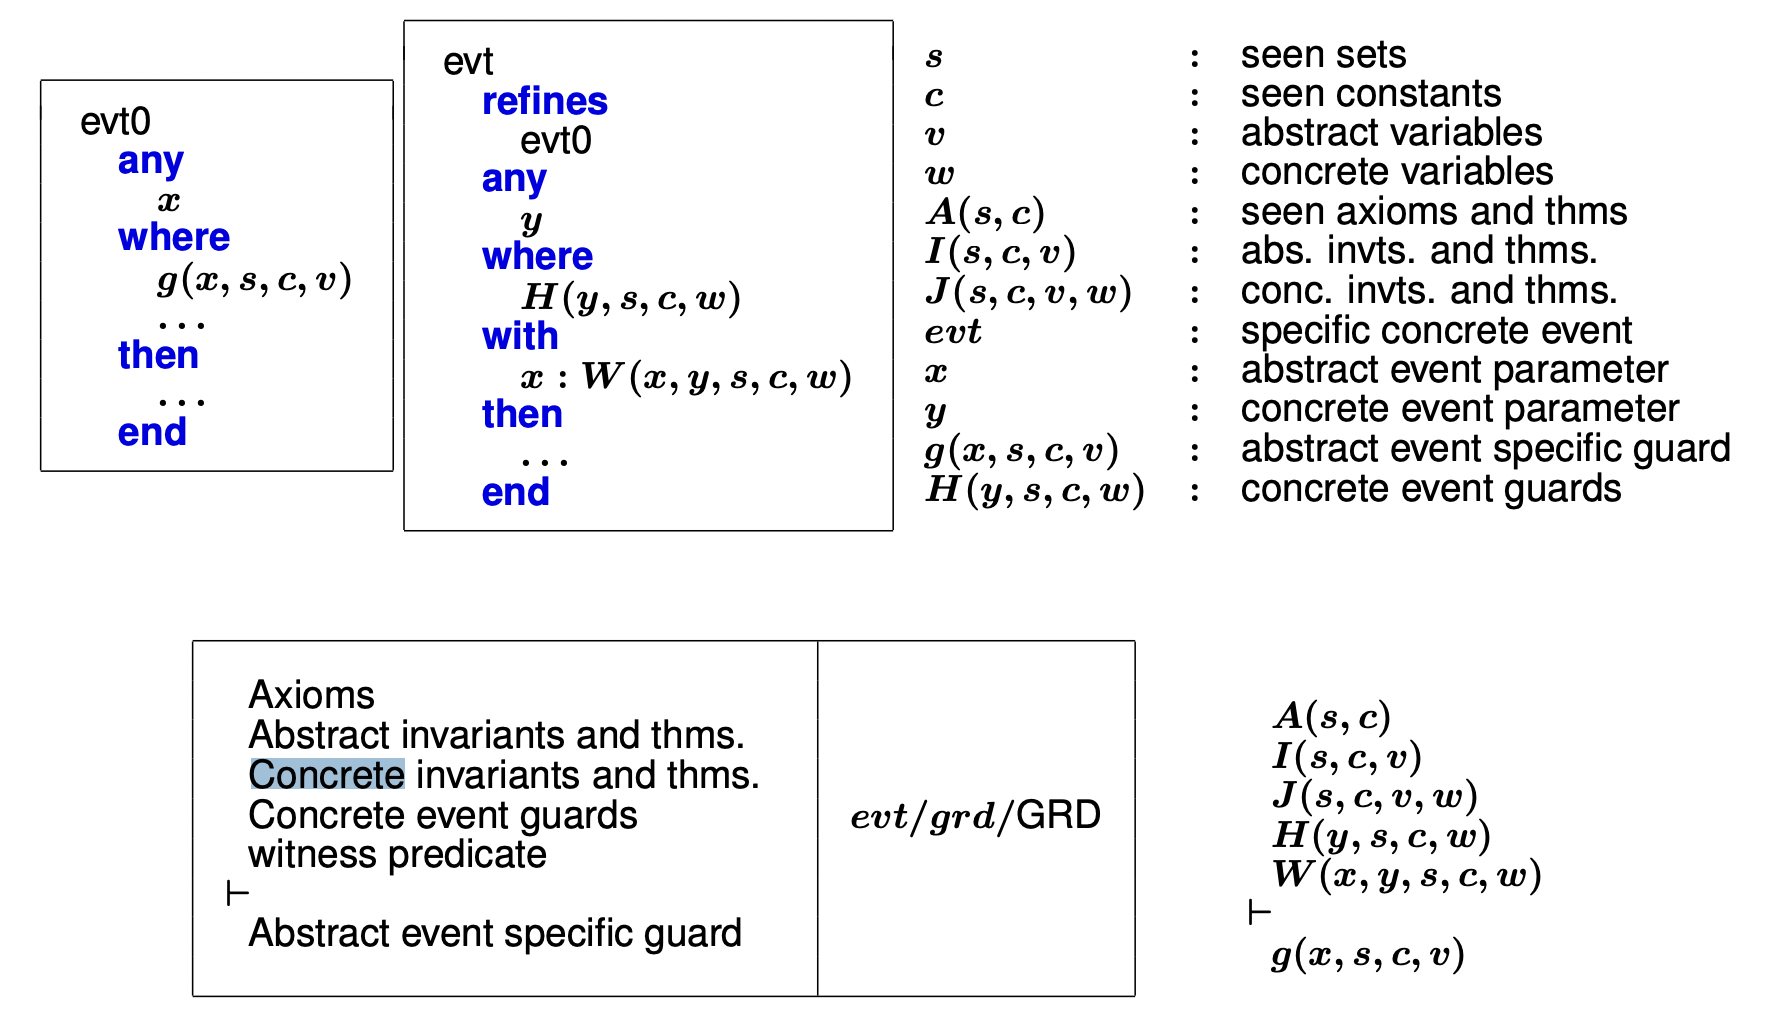 evt0
any
x
where
g(x, s, c, v)
...
then
...
end
evt
refines
evt0
any
y
where
H(y, s, c, w)
with
x : W(x, y, s, c, w)
then
...
end
s : seen sets
c : seen constants
v : abstract variables
w : concrete variables
A(s, c) : seen axioms and thms
I(s, c, v) : abs. invts. and thms.
J(s, c, v, w) : conc. invts. and thms.
evt : specific concrete event
x : abstract event parameter
y : concrete event parameter
g(x, s, c, v) : abstract event specific guard
H(y, s, c, w) : concrete event guards
Axioms
Abstract invariants and thms.
Concrete invariants and thms.
Concrete event guards
witness predicate
⊢
Abstract event specific guard
evt/grd/GRD
A(s, c)
I(s, c, v)
J(s, c, v, w)
H(y, s, c, w)
W(x, y, s, c, w)
⊢
g(x, s, c, v)